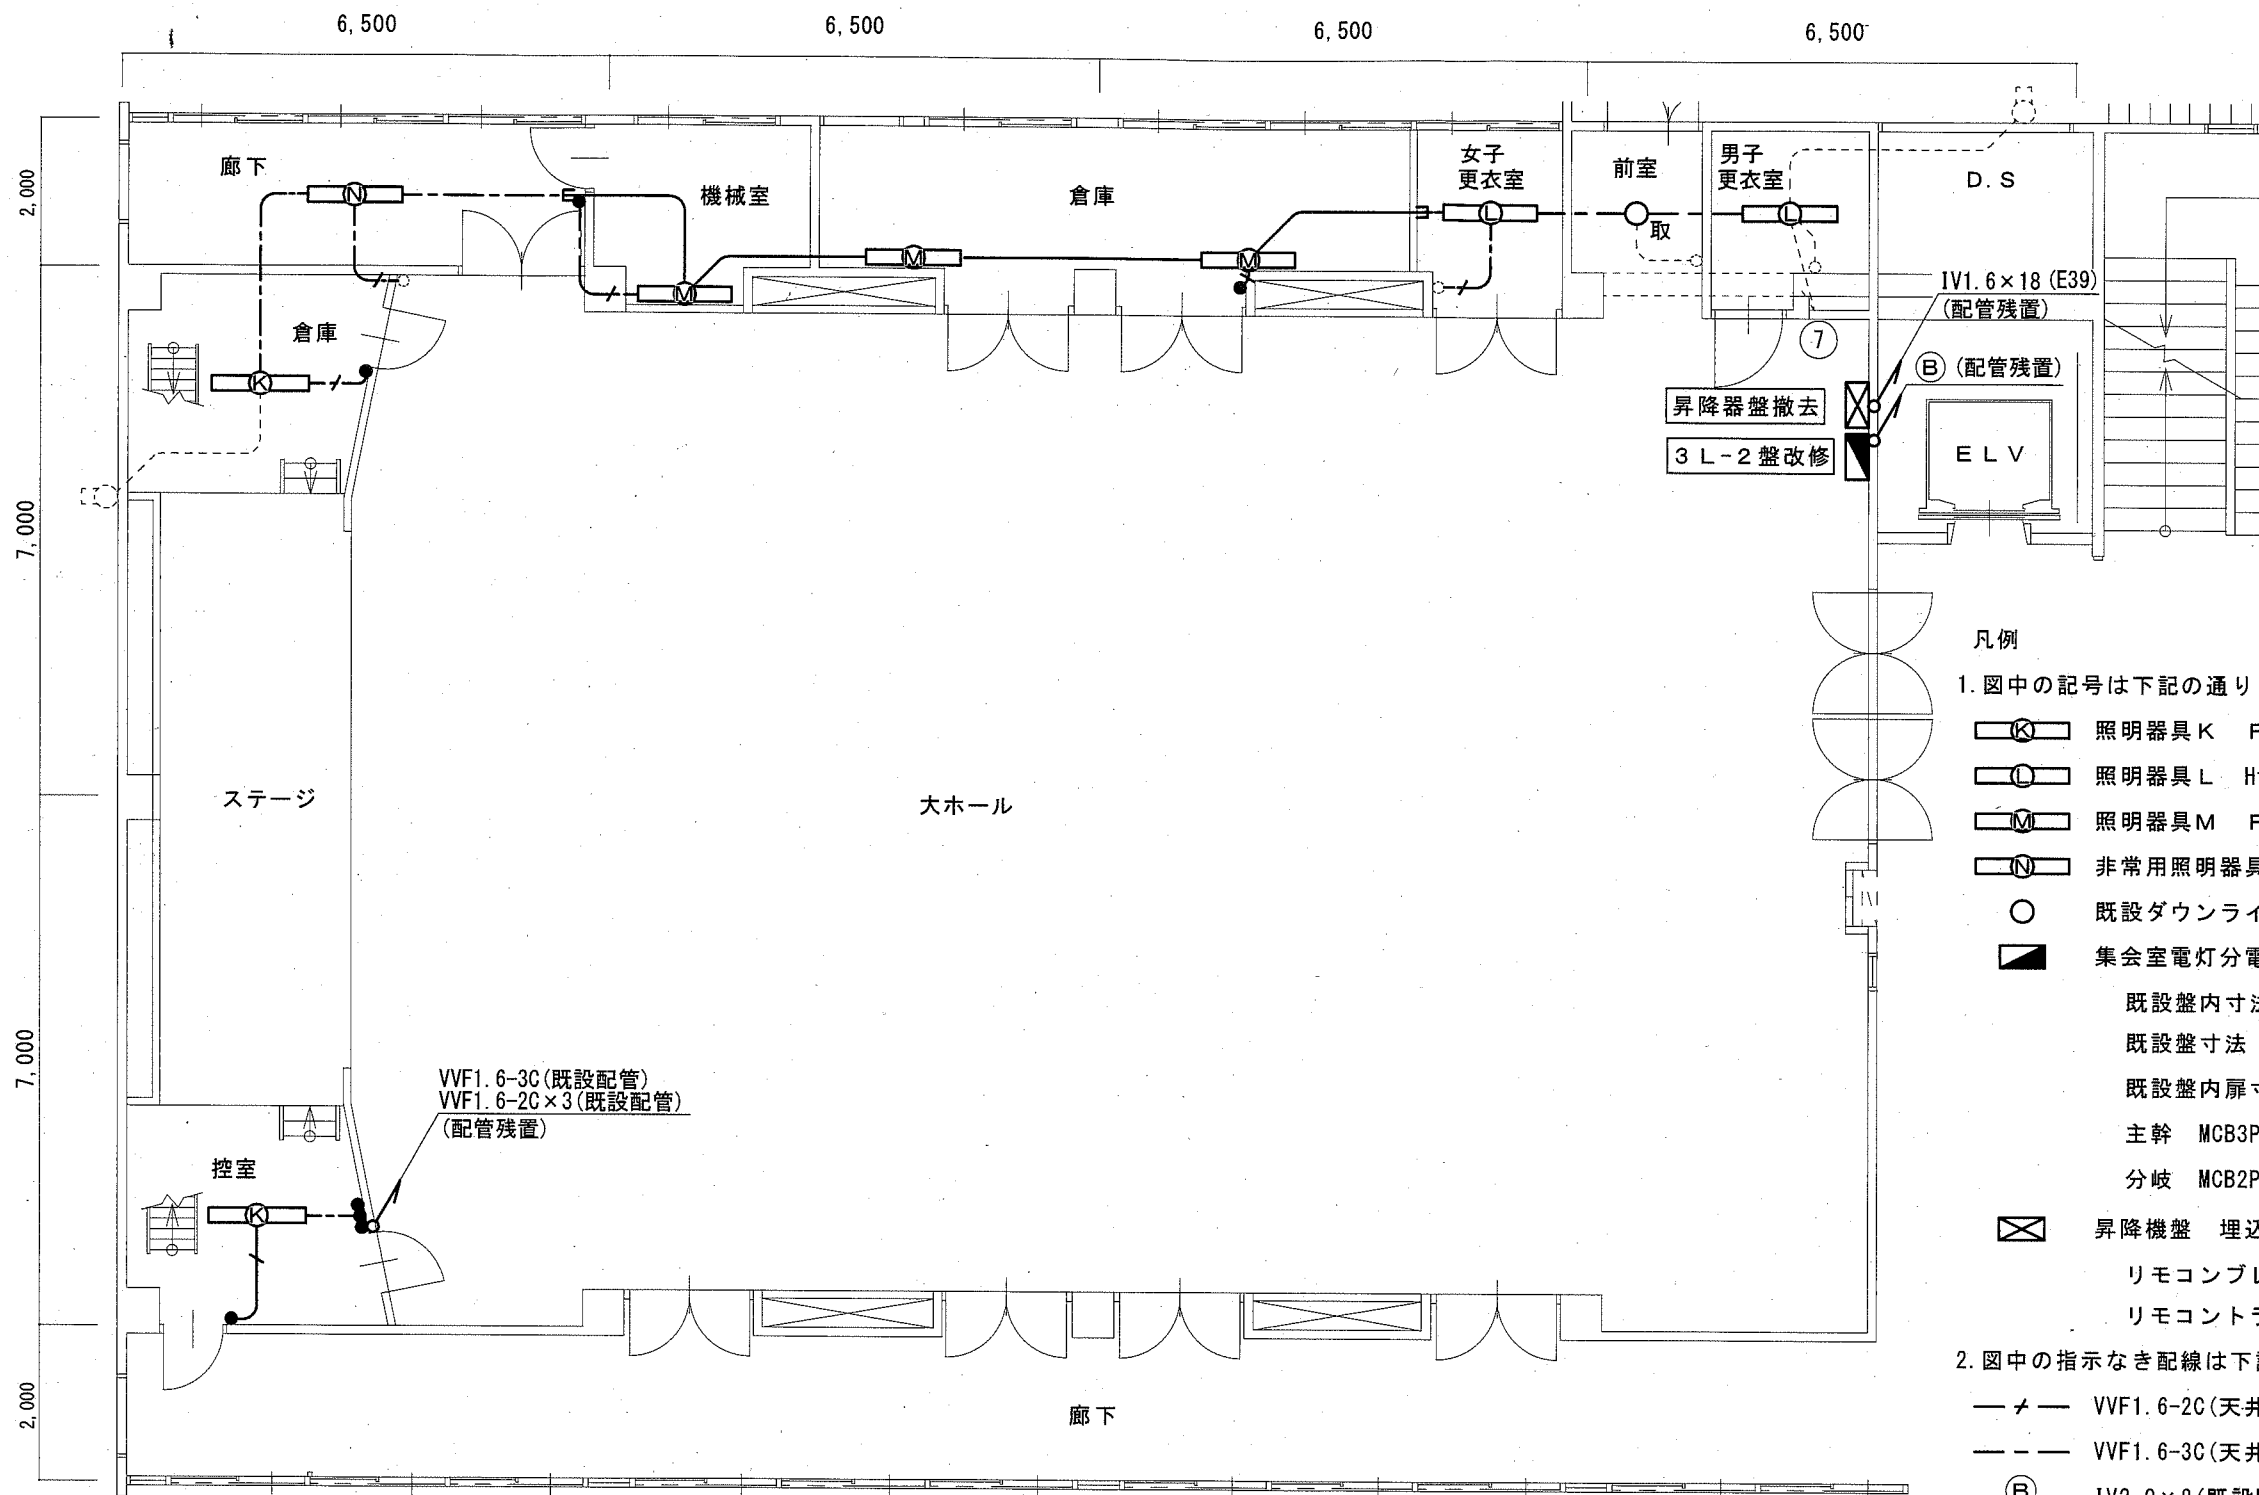 6,500
6,500
6,500
6,500
2,000
7,000
7,000
2,000
廊下
N
機械室
倉庫
女子
更衣室
前室
男子
更衣室
D.S
L
取
L
M
M
M
IV1.6×18 (E39)
(配管残置)
倉庫
K
7
B (配管残置)
昇降器盤撤去
3L-2盤改修
ELV
ステージ
大ホール
VVF1.6-3C(既設配管)
VVF1.6-2C×3(既設配管)
(配管残置)
控室
K
廊下
凡例
1.図中の記号は下記の通り
K 照明器具K
L 照明器具L
M 照明器具M
N 非常用照明器具
既設ダウンライ
集会室電灯分電
既設盤内寸法
既設盤寸法
既設盤内扉寸
主幹 MCB3P
分岐 MCB2P
昇降機盤 埋込
リモコンブレ
リモコントラ
2.図中の指示なき配線は下記
VVF1.6-2C(天井
VVF1.6-3C(天井
B